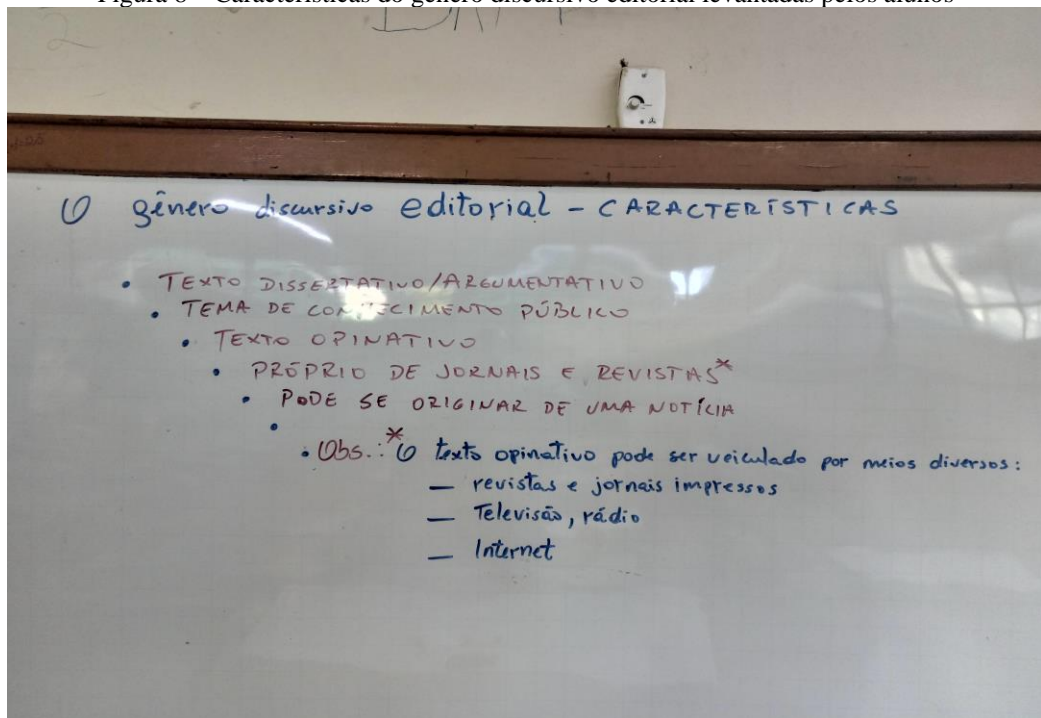 Figura 6 – Características do gênero discursivo editorial levantadas pelos alunos
O gênero discursivo editorial - CARACTERÍSTICAS
• TEXTO DISSERTATIVO/ARGUMENTATIVO
• TEMA DE CONHECIMENTO PÚBLICO
• TEXTO OPINATIVO
• PRÓPRIO DE JORNAIS E REVISTAS*
• PODE SE ORIGINAR DE UMA NOTÍCIA
•
• Obs.: *O texto opinativo pode ser veiculado por meios diversos:
— revistas e jornais impressos
— Televisão, rádio
— Internet